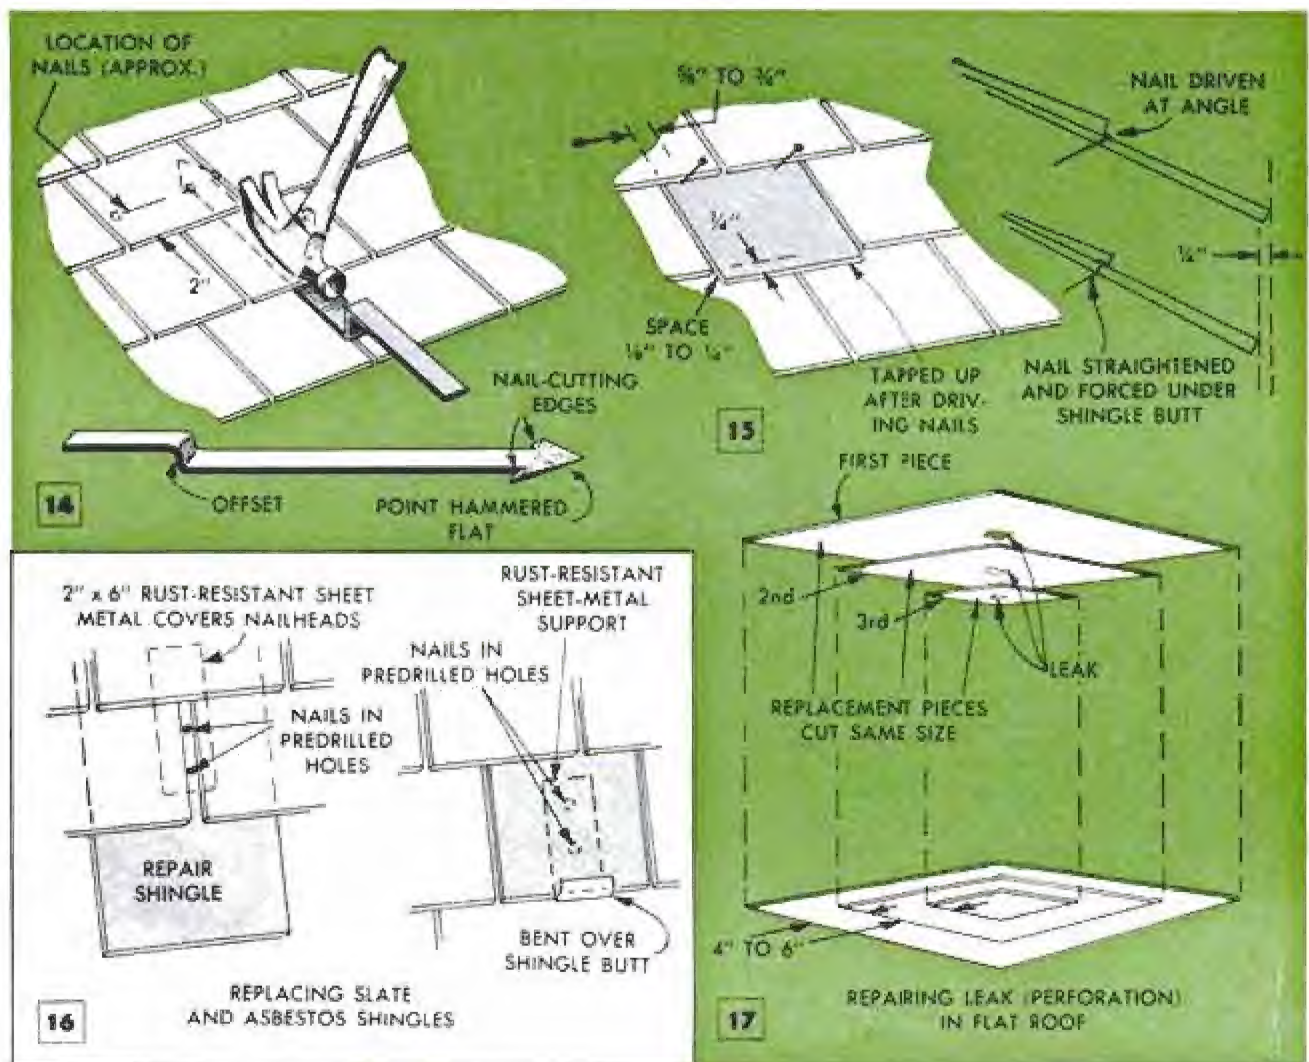 LOCATION OF
NAILS (APPROX.)
2"
NAIL-CUTTING
EDGES
OFFSET
POINT HAMMERED
FLAT
14
⅝" TO ¾"
NAIL DRIVEN
AT ANGLE
¼"
¼"
SPACE
⅛" TO ¼"
TAPPED UP
AFTER DRIV-
ING NAILS
NAIL STRAIGHTENED
AND FORCED UNDER
SHINGLE BUTT
15
2" x 6" RUST-RESISTANT SHEET
METAL COVERS NAILHEADS
NAILS IN
PREDRILLED
HOLES
REPAIR
SHINGLE
RUST-RESISTANT
SHEET-METAL
SUPPORT
NAILS IN
PREDRILLED HOLES
BENT OVER
SHINGLE BUTT
REPLACING SLATE
AND ASBESTOS SHINGLES
16
FIRST PIECE
2nd
3rd
LEAK
REPLACEMENT PIECES
CUT SAME SIZE
4" TO 6"
REPAIRING LEAK (PERFORATION)
IN FLAT ROOF
17